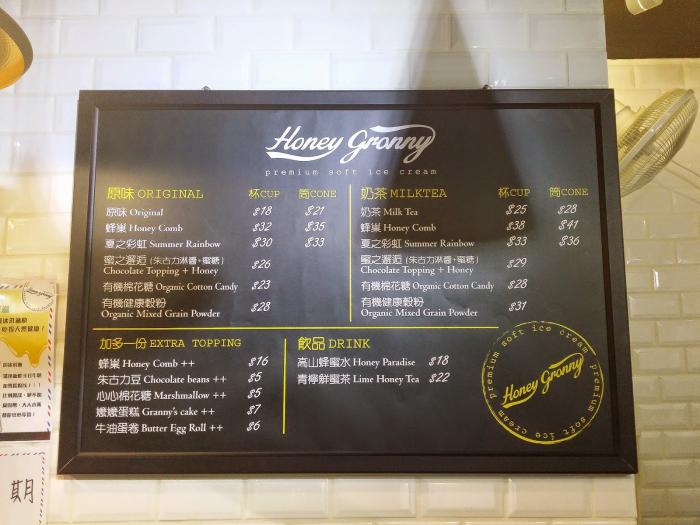 Honey Gronny
premium soft ice cream
原味 ORIGINAL 杯CUP 筒CONE
原味 Original $18 $21
蜂巢 Honey Comb $32 $35
夏之彩虹 Summer Rainbow $30 $33
蜜之邂逅 (朱古力淋醬+蜜糖)
Chocolate Topping + Honey $26
有機棉花糖 Organic Cotton Candy $23
有機健康穀粉
Organic Mixed Grain Powder $28
奶茶 MILKTEA 杯CUP 筒CONE
奶茶 Milk Tea $25 $28
蜂巢 Honey Comb $38 $41
夏之彩虹 Summer Rainbow $33 $36
蜜之邂逅 (朱古力淋醬+蜜糖)
Chocolate Topping + Honey $29
有機棉花糖 Organic Cotton Candy $28
有機健康穀粉
Organic Mixed Grain Powder $31
加多一份 EXTRA TOPPING
蜂巢 Honey Comb ++ $16
朱古力豆 Chocolate beans ++ $5
心心棉花糖 Marshmallow ++ $5
嬤嬤蛋糕 Granny's cake ++ $7
牛油蛋卷 Butter Egg Roll ++ $6
飲品 DRINK
高山蜂蜜水 Honey Paradise $18
青檸鮮蜜茶 Lime Honey Tea $22
premium soft ice cream premium soft ice cream
Honey Gronny
期